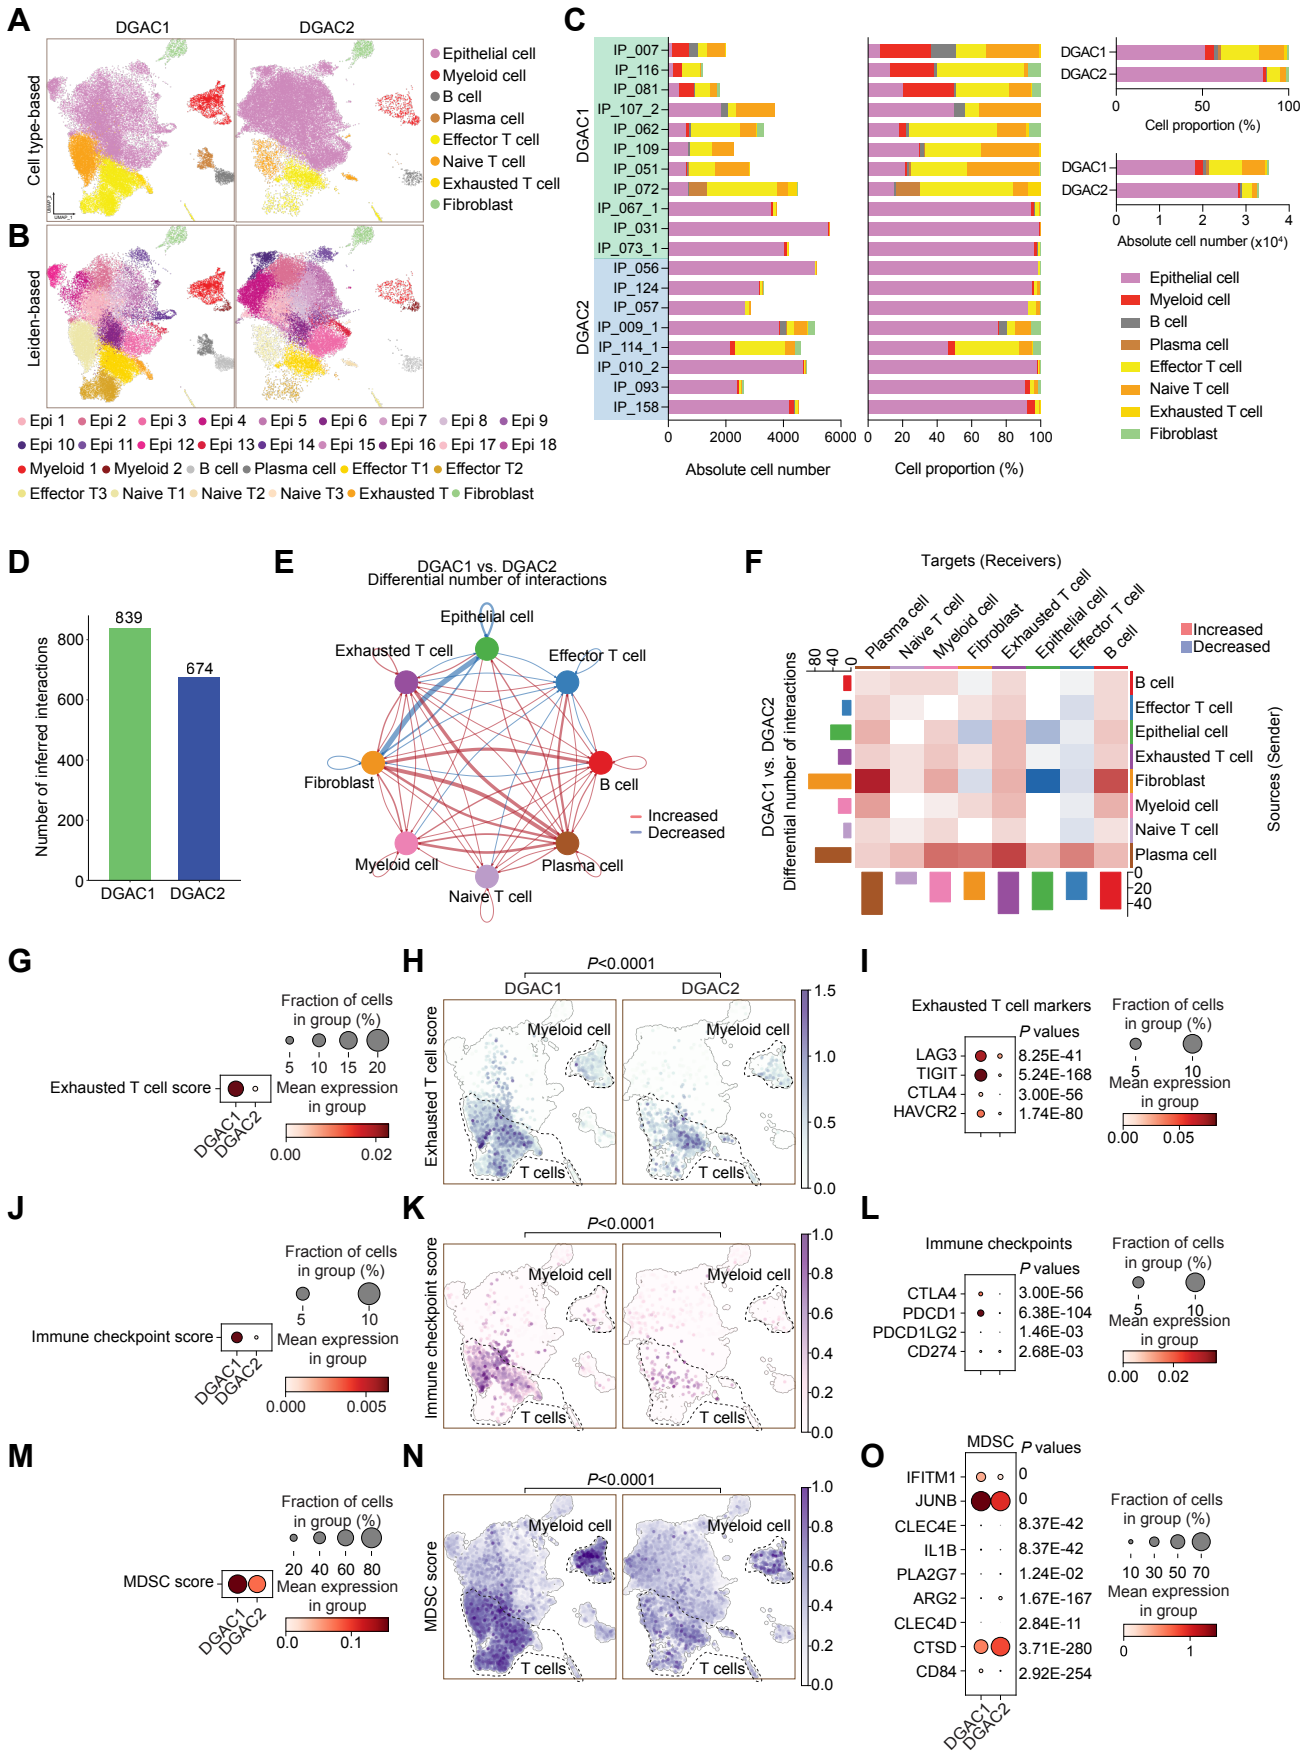 A
DGAC1
DGAC2
Cell type-based
UMAP_2
UMAP_1
Epithelial cell
Myeloid cell
B cell
Plasma cell
Effector T cell
Naive T cell
Exhausted T cell
Fibroblast
B
Leiden-based
Epi 1 Epi 2 Epi 3 Epi 4 Epi 5 Epi 6 Epi 7 Epi 8 Epi 9
Epi 10 Epi 11 Epi 12 Epi 13 Epi 14 Epi 15 Epi 16 Epi 17 Epi 18
Myeloid 1 Myeloid 2 B cell Plasma cell Effector T1 Effector T2
Effector T3 Naive T1 Naive T2 Naive T3 Exhausted T Fibroblast
C
DGAC1
DGAC2
IP_007
IP_116
IP_081
IP_107_2
IP_062
IP_109
IP_051
IP_072
IP_067_1
IP_031
IP_073_1
IP_056
IP_124
IP_057
IP_009_1
IP_114_1
IP_010_2
IP_093
IP_158
0 2000 4000 6000
Absolute cell number
0 20 40 60 80 100
Cell proportion (%)
DGAC1
DGAC2
0 50 100
Cell proportion (%)
DGAC1
DGAC2
0 1 2 3 4
Absolute cell number (x10⁴)
Epithelial cell
Myeloid cell
B cell
Plasma cell
Effector T cell
Naive T cell
Exhausted T cell
Fibroblast
D
Number of inferred interactions
800
600
400
200
0
839
674
DGAC1 DGAC2
E
DGAC1 vs. DGAC2
Differential number of interactions
Epithelial cell
Exhausted T cell
Effector T cell
Fibroblast
B cell
Myeloid cell
Plasma cell
Naive T cell
Increased
Decreased
F
Targets (Receivers)
Plasma cell
Naive T cell
Myeloid cell
Fibroblast
Exhausted T cell
Epithelial cell
Effector T cell
B cell
Increased
Decreased
80 40 0
DGAC1 vs. DGAC2
Differential number of interactions
B cell
Effector T cell
Epithelial cell
Exhausted T cell
Fibroblast
Myeloid cell
Naive T cell
Plasma cell
Sources (Sender)
0
20
40
G
Exhausted T cell score
DGAC1
DGAC2
Fraction of cells
in group (%)
5 10 15 20
Mean expression
in group
0.00 0.02
H
P<0.0001
DGAC1
DGAC2
Exhausted T cell score
Myeloid cell
T cells
Myeloid cell
T cells
1.5
1.0
0.5
0.0
I
Exhausted T cell markers
P values
LAG3 8.25E-41
TIGIT 5.24E-168
CTLA4 3.00E-56
HAVCR2 1.74E-80
Fraction of cells
in group (%)
5 10
Mean expression
in group
0.00 0.05
J
Immune checkpoint score
DGAC1
DGAC2
Fraction of cells
in group (%)
5 10
Mean expression
in group
0.000 0.005
K
P<0.0001
Immune checkpoint score
Myeloid cell
T cells
Myeloid cell
T cells
1.0
0.8
0.6
0.4
0.2
0.0
L
Immune checkpoints
P values
CTLA4 3.00E-56
PDCD1 6.38E-104
PDCD1LG2 1.46E-03
CD274 2.68E-03
Fraction of cells
in group (%)
5 10
Mean expression
in group
0.00 0.02
M
MDSC score
DGAC1
DGAC2
Fraction of cells
in group (%)
20 40 60 80
Mean expression
in group
0.0 0.1
N
P<0.0001
MDSC score
Myeloid cell
T cells
Myeloid cell
T cells
1.0
0.8
0.6
0.4
0.2
0.0
O
MDSC
P values
IFITM1 0
JUNB 0
CLEC4E 8.37E-42
IL1B 8.37E-42
PLA2G7 1.24E-02
ARG2 1.67E-167
CLEC4D 2.84E-11
CTSD 3.71E-280
CD84 2.92E-254
DGAC1
DGAC2
Fraction of cells
in group (%)
10 30 50 70
Mean expression
in group
0 1